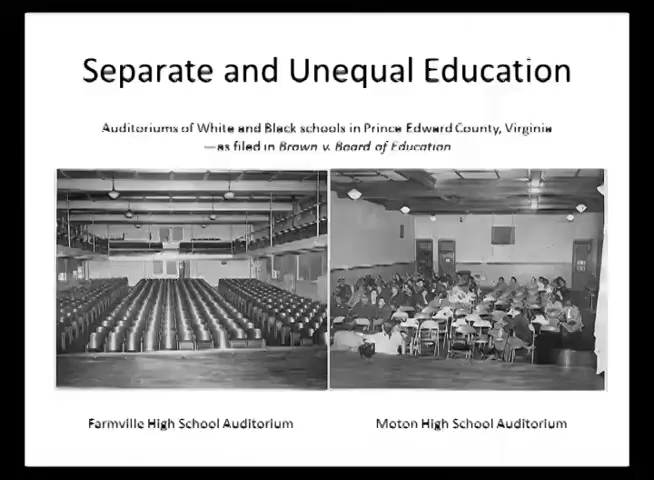 Separate and Unequal Education
Auditoriums of White and Black schools in Prince Edward County, Virginia
—as filed in Brown v. Board of Education
Farmville High School Auditorium
Moton High School Auditorium